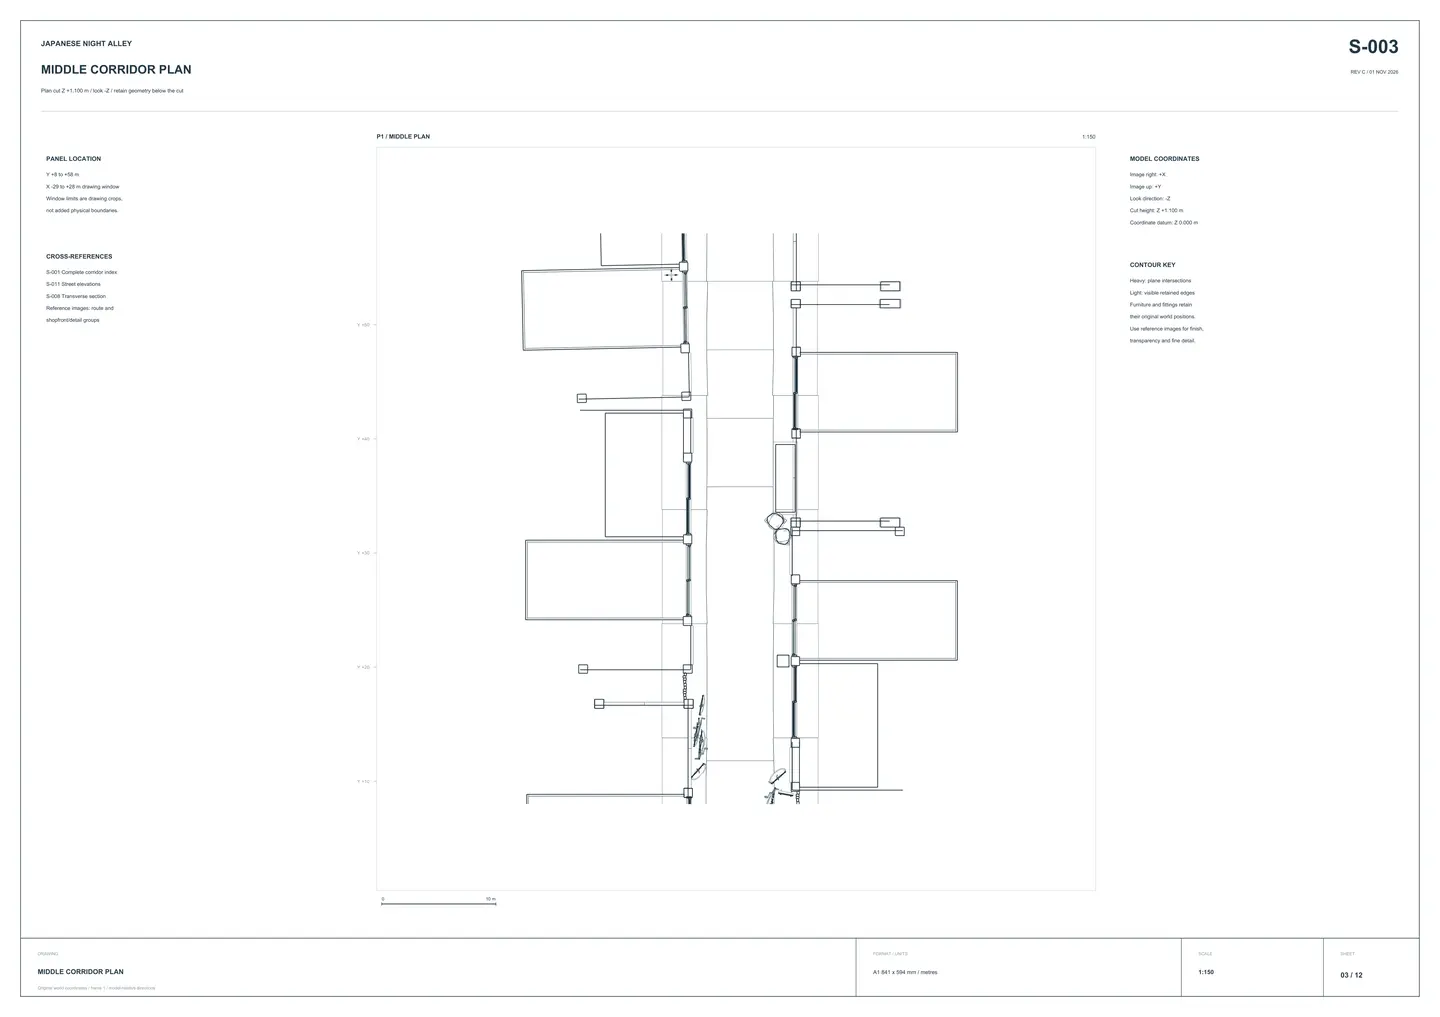 JAPANESE NIGHT ALLEY
S-003
MIDDLE CORRIDOR PLAN
REV C / 01 NOV 2026
Plan cut Z +1.100 m / look -Z / retain geometry below the cut
P1 / MIDDLE PLAN
1:150
PANEL LOCATION
Y +8 to +58 m
X -29 to +28 m drawing window
Window limits are drawing crops,
not added physical boundaries.
CROSS-REFERENCES
S-001 Complete corridor index
S-011 Street elevations
S-008 Transverse section
Reference images: route and
shopfront/detail groups
MODEL COORDINATES
Image right: +X
Image up: +Y
Look direction: -Z
Cut height: Z +1.100 m
Coordinate datum: Z 0.000 m
CONTOUR KEY
Heavy: plane intersections
Light: visible retained edges
Furniture and fittings retain
their original world positions.
Use reference images for finish,
transparency and fine detail.
Y +50
Y +40
Y +30
Y +20
Y +10
0
10 m
DRAWING
MIDDLE CORRIDOR PLAN
FORMAT / UNITS
A1 841 x 594 mm / metres
SCALE
1:150
SHEET
03 / 12